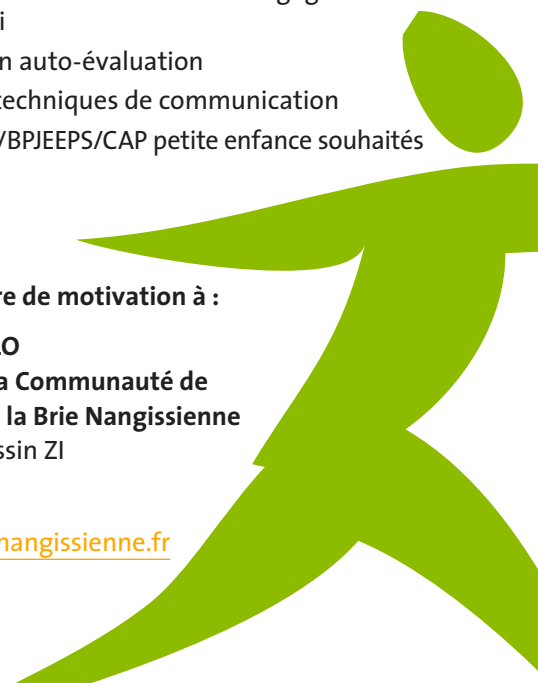 i
n auto-évaluation
techniques de communication
/BPJEEPS/CAP petite enfance souhaités
re de motivation à :
a Communauté de
la Brie Nangissienne
ssin ZI
nangissienne.fr